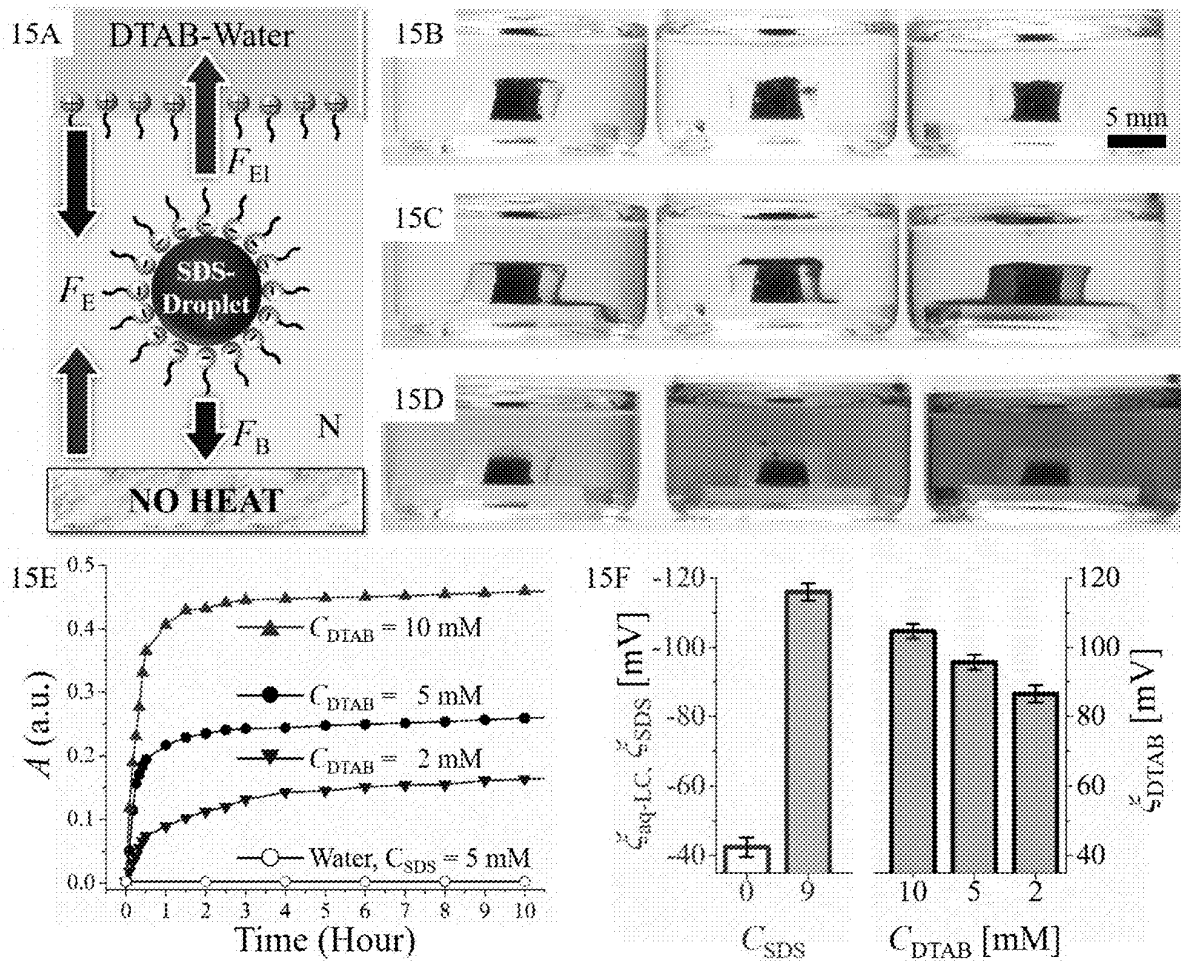 15A
DTAB-Water
F_El
F_E
SDS-
Droplet
F_B
N
NO HEAT
15B
5 mm
15C
15D
15E
A (a.u.)
0.5
0.4
0.3
0.2
0.1
0.0
C_DTAB = 10 mM
C_DTAB = 5 mM
C_DTAB = 2 mM
Water, C_SDS = 5 mM
0 1 2 3 4 5 6 7 8 9 10
Time (Hour)
15F
ξ_aq-LC, ξ_SDS [mV]
-120
-100
-80
-60
-40
0 9
C_SDS
10 5 2
C_DTAB [mM]
120
100
80
60
40
ξ_DTAB [mV]